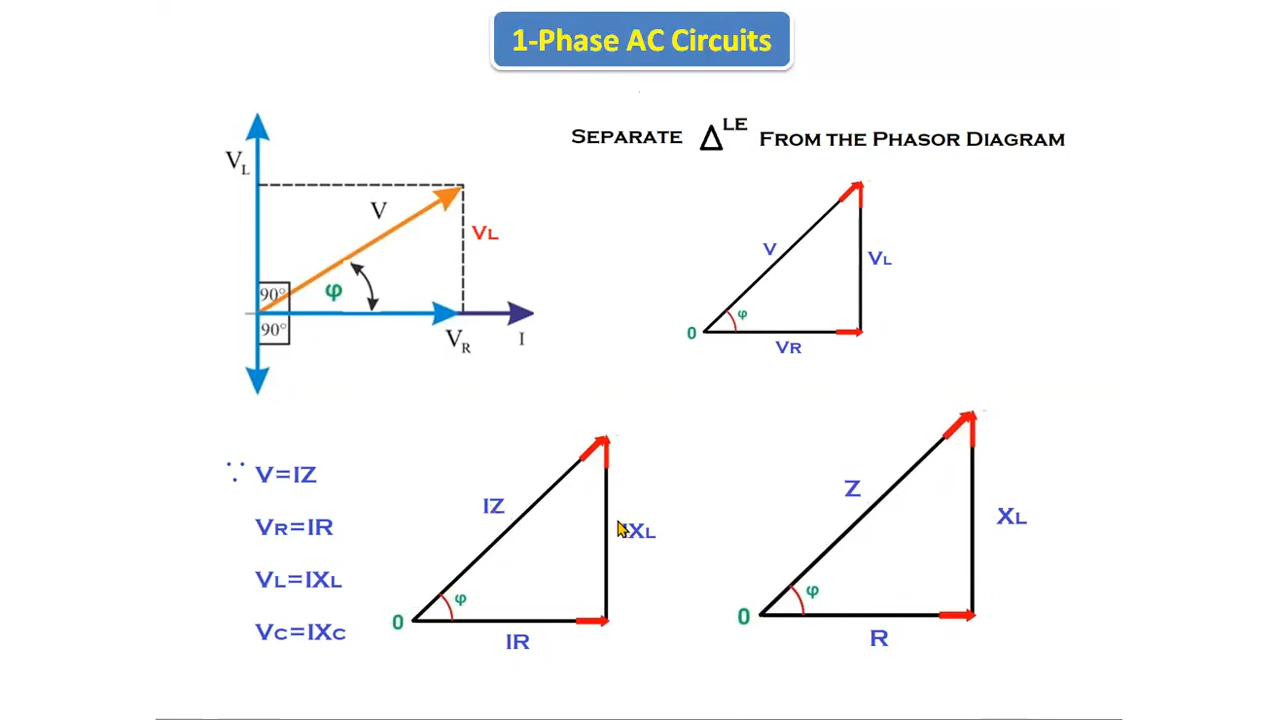 1-Phase AC Circuits
SEPARATE Δ^LE FROM THE PHASOR DIAGRAM
VL
V
VL
90°
φ
90°
VR
I
V
VL
φ
0
VR
∵ V=IZ
VR=IR
VL=IXL
VC=IXC
IZ
IXL
φ
0
IR
Z
XL
φ
0
R